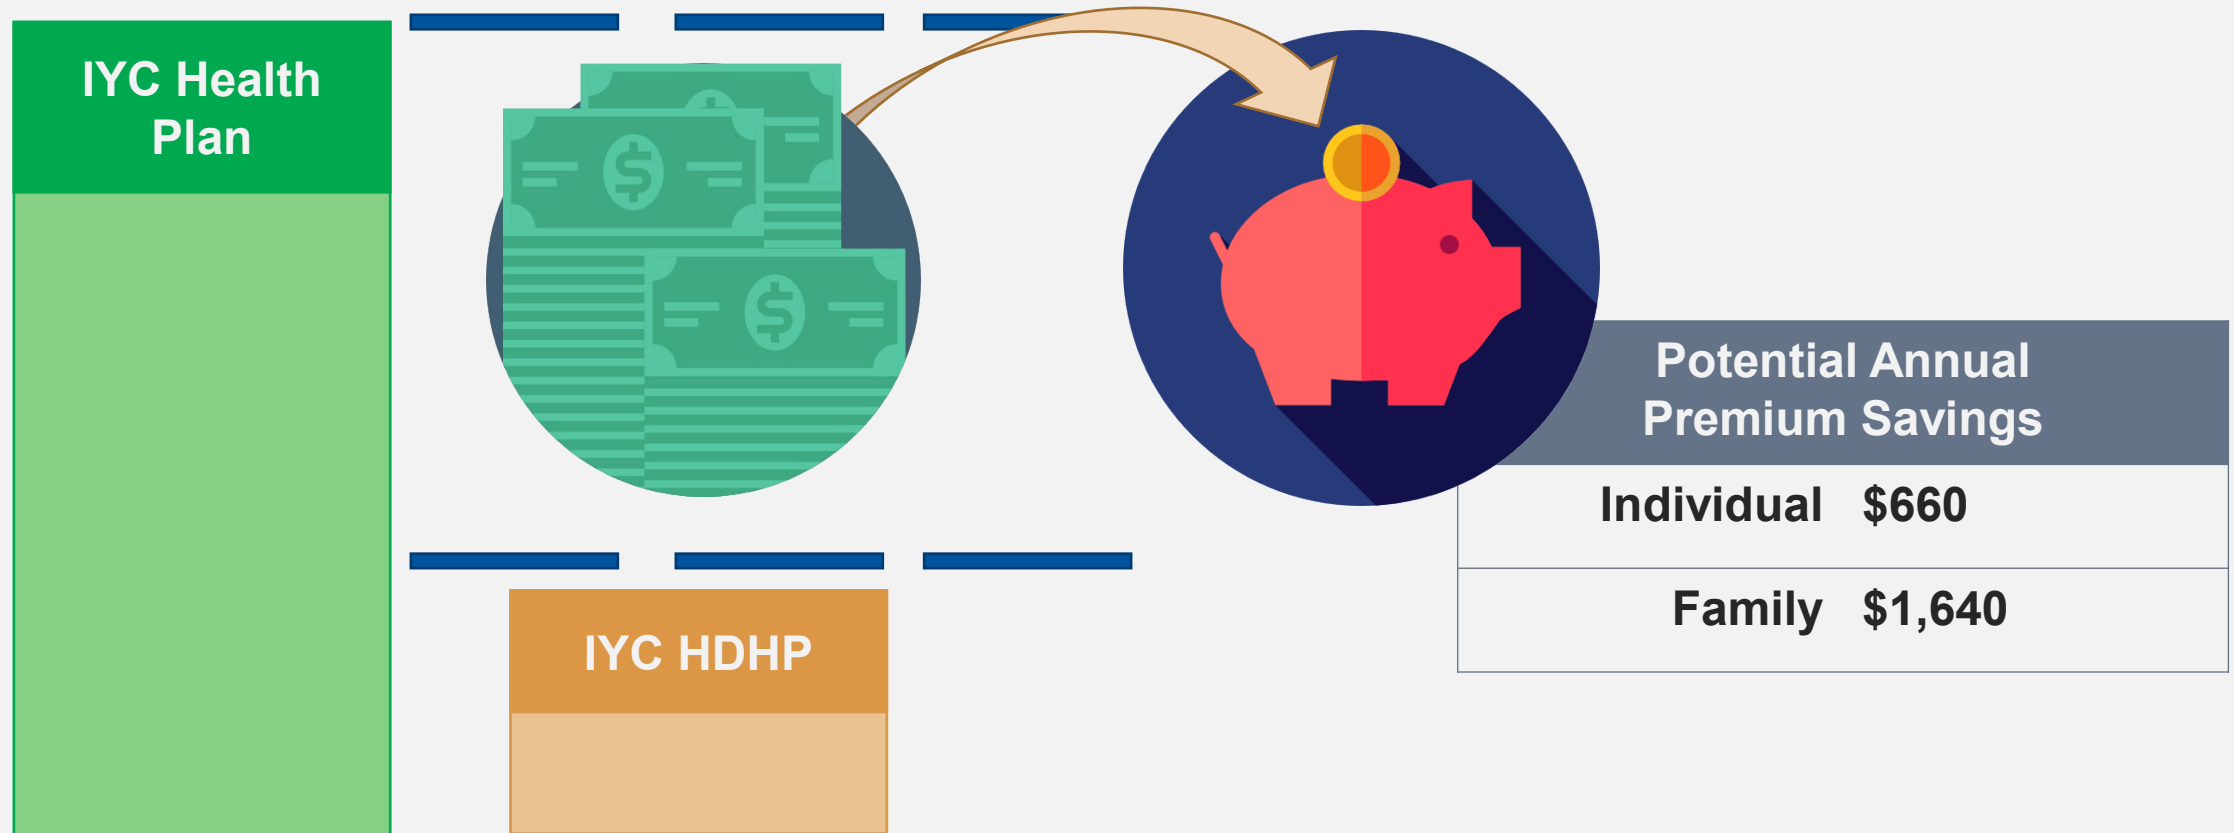 IYC Health
Plan
Potential Annual
Premium Savings
Individual $660
Family $1,640
IYC HDHP